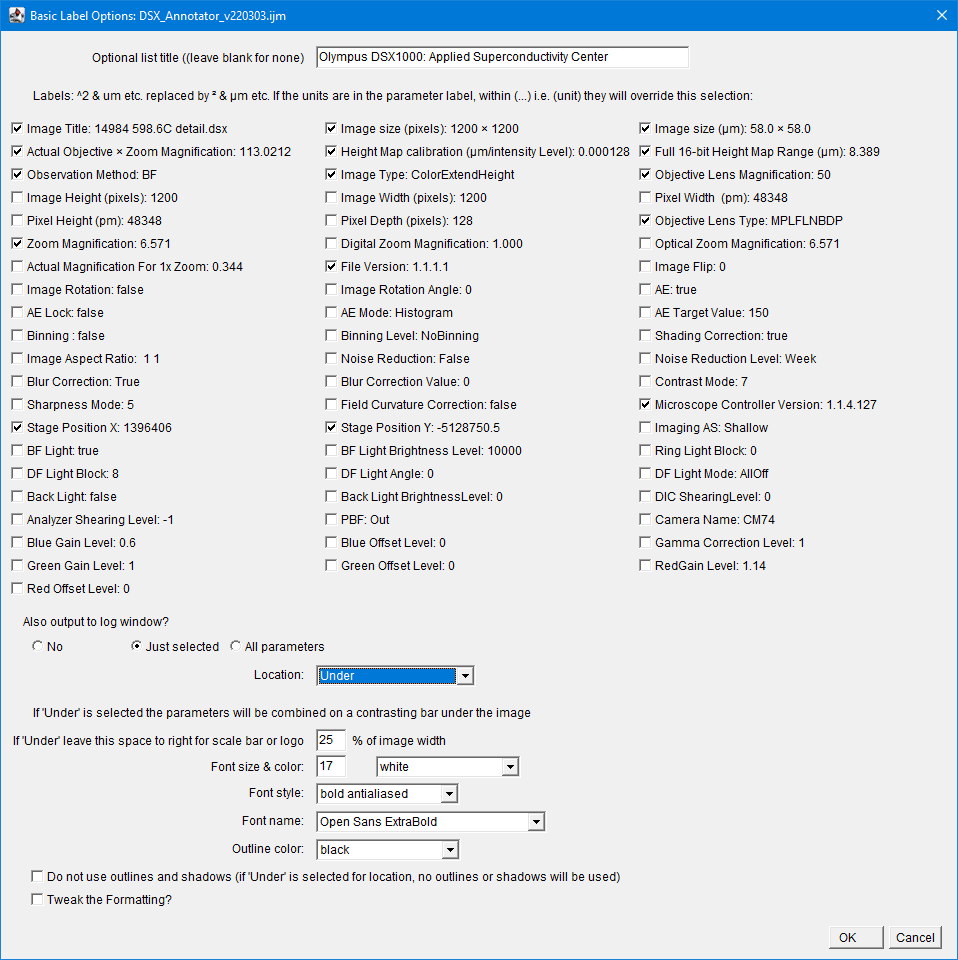 Basic Label Options: DSX_Annotator_v220303.ijm
Optional list title ((leave blank for none) Olympus DSX1000: Applied Superconductivity Center
Labels: ^2 & um etc. replaced by ² & µm etc. If the units are in the parameter label, within (...) i.e. (unit) they will override this selection:
Image Title: 14984 598.6C detail.dsx Image size (pixels): 1200 × 1200 Image size (µm): 58.0 × 58.0
Actual Objective × Zoom Magnification: 113.0212 Height Map calibration (µm/intensity Level): 0.000128 Full 16-bit Height Map Range (µm): 8.389
Observation Method: BF Image Type: ColorExtendHeight Objective Lens Magnification: 50
Image Height (pixels): 1200 Image Width (pixels): 1200 Pixel Width (pm): 48348
Pixel Height (pm): 48348 Pixel Depth (pixels): 128 Objective Lens Type: MPLFLNBDP
Zoom Magnification: 6.571 Digital Zoom Magnification: 1.000 Optical Zoom Magnification: 6.571
Actual Magnification For 1x Zoom: 0.344 File Version: 1.1.1.1 Image Flip: 0
Image Rotation: false Image Rotation Angle: 0 AE: true
AE Lock: false AE Mode: Histogram AE Target Value: 150
Binning : false Binning Level: NoBinning Shading Correction: true
Image Aspect Ratio: 1 1 Noise Reduction: False Noise Reduction Level: Week
Blur Correction: True Blur Correction Value: 0 Contrast Mode: 7
Sharpness Mode: 5 Field Curvature Correction: false Microscope Controller Version: 1.1.4.127
Stage Position X: 1396406 Stage Position Y: -5128750.5 Imaging AS: Shallow
BF Light: true BF Light Brightness Level: 10000 Ring Light Block: 0
DF Light Block: 8 DF Light Angle: 0 DF Light Mode: AllOff
Back Light: false Back Light BrightnessLevel: 0 DIC ShearingLevel: 0
Analyzer Shearing Level: -1 PBF: Out Camera Name: CM74
Blue Gain Level: 0.6 Blue Offset Level: 0 Gamma Correction Level: 1
Green Gain Level: 1 Green Offset Level: 0 RedGain Level: 1.14
Red Offset Level: 0
Also output to log window?
No Just selected All parameters
Location: Under
If 'Under' is selected the parameters will be combined on a contrasting bar under the image
If 'Under' leave this space to right for scale bar or logo 25 % of image width
Font size & color: 17 white
Font style: bold antialiased
Font name: Open Sans ExtraBold
Outline color: black
Do not use outlines and shadows (if 'Under' is selected for location, no outlines or shadows will be used)
Tweak the Formatting?
OK Cancel